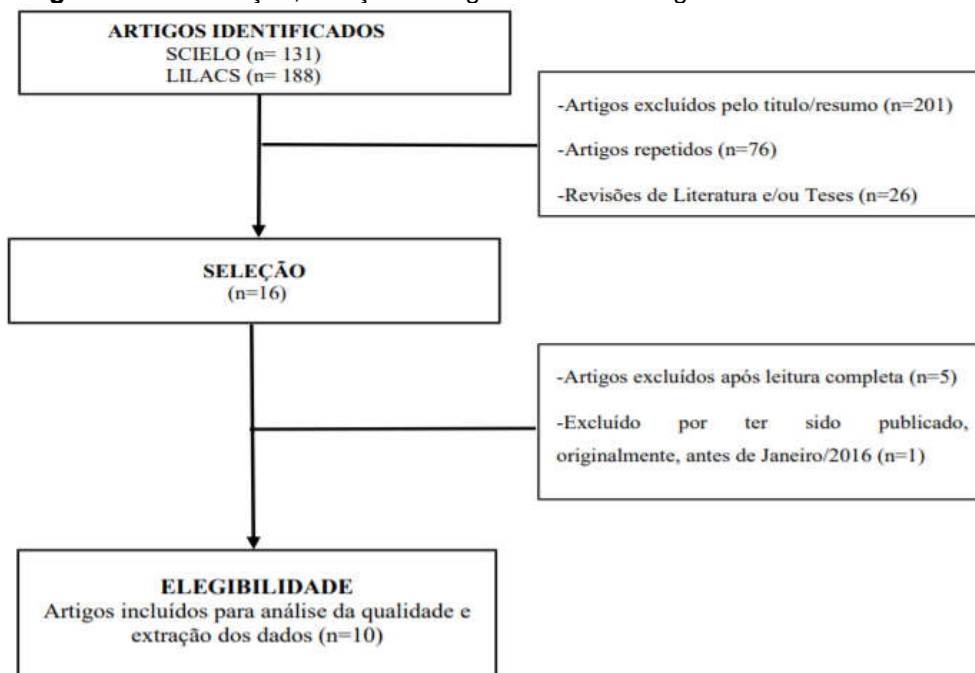 ARTIGOS IDENTIFICADOS
SCIELO (n= 131)
LILACS (n= 188)
-Artigos excluídos pelo titulo/resumo (n=201)
-Artigos repetidos (n=76)
-Revisões de Literatura e/ou Teses (n=26)
SELEÇÃO
(n=16)
-Artigos excluídos após leitura completa (n=5)
-Excluído por ter sido publicado,
originalmente, antes de Janeiro/2016 (n=1)
ELEGIBILIDADE
Artigos incluídos para análise da qualidade e
extração dos dados (n=10)